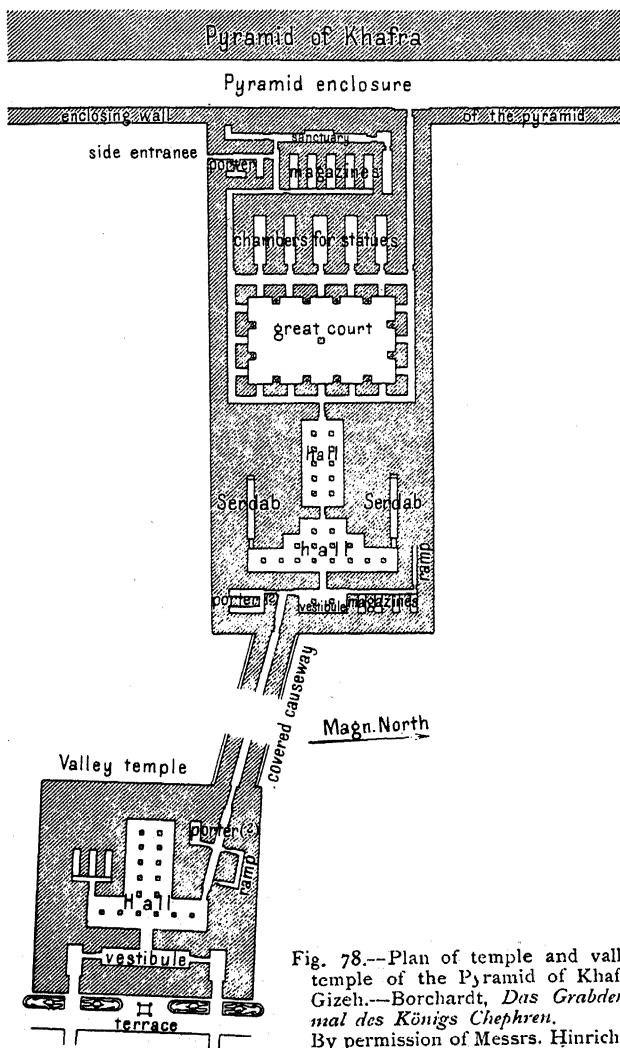 Pyramid of Khafra
Pyramid enclosure
enclosing wall
of the pyramid
sanctuary
side entranee
porter
magazines
chambers for statues
great court
hall
Serdab
Serdab
hall
ramp
porter (?)
vestibule
magazines
covered causeway
Magn. North
Valley temple
porter (?)
ramp
Hall
vestibule
terrace
Fig. 78.--Plan of temple and vall
temple of the Pyramid of Khaf
Gizeh.—Borchardt, Das Grabder
mal des Königs Chephren.
By permission of Messrs. Hinrich